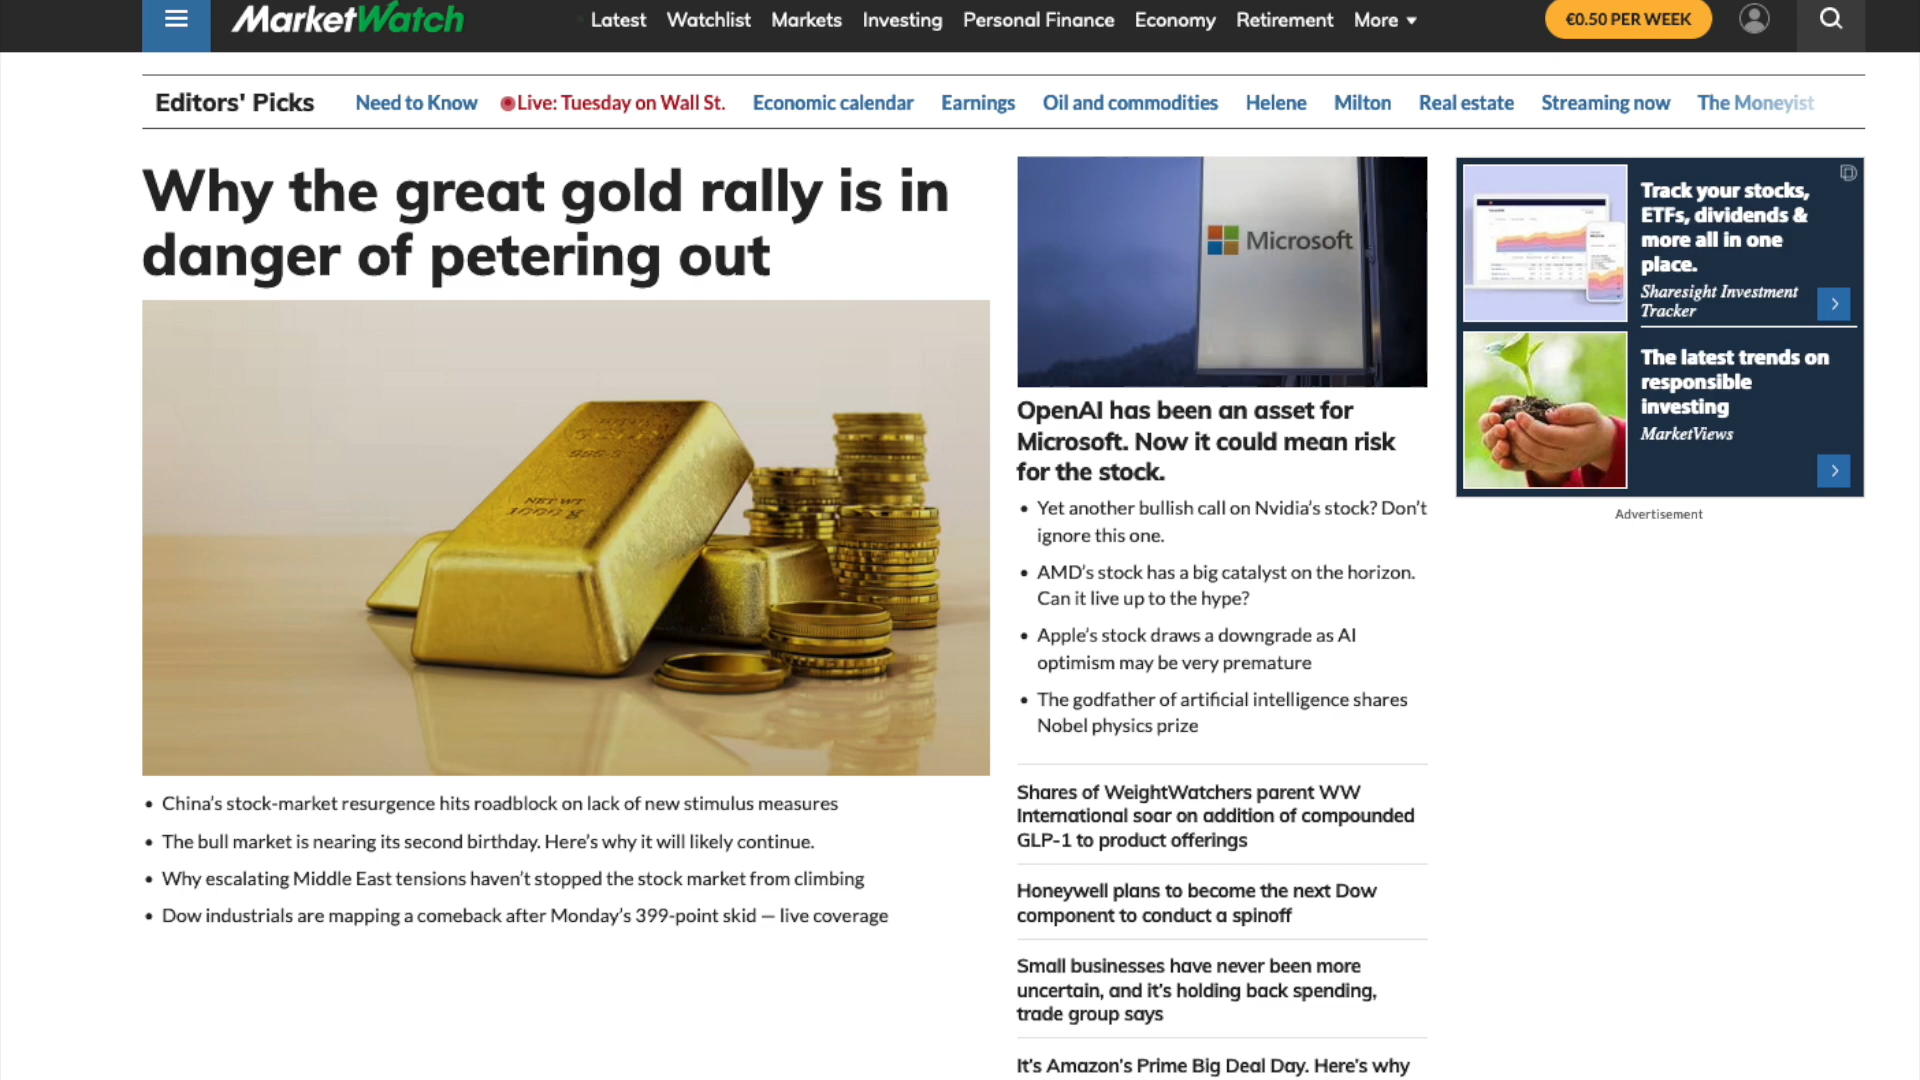 MarketWatch
Latest Watchlist Markets Investing Personal Finance Economy Retirement More
€0.50 PER WEEK
Editors' Picks
Need to Know
Live: Tuesday on Wall St.
Economic calendar
Earnings
Oil and commodities
Helene
Milton
Real estate
Streaming now
The Moneyist
Why the great gold rally is in
danger of petering out
NET WT
1000 g
• China's stock-market resurgence hits roadblock on lack of new stimulus measures
• The bull market is nearing its second birthday. Here's why it will likely continue.
• Why escalating Middle East tensions haven't stopped the stock market from climbing
• Dow industrials are mapping a comeback after Monday's 399-point skid — live coverage
Microsoft
OpenAI has been an asset for
Microsoft. Now it could mean risk
for the stock.
• Yet another bullish call on Nvidia's stock? Don't
ignore this one.
• AMD's stock has a big catalyst on the horizon.
Can it live up to the hype?
• Apple's stock draws a downgrade as AI
optimism may be very premature
• The godfather of artificial intelligence shares
Nobel physics prize
Shares of WeightWatchers parent WW
International soar on addition of compounded
GLP-1 to product offerings
Honeywell plans to become the next Dow
component to conduct a spinoff
Small businesses have never been more
uncertain, and it's holding back spending,
trade group says
It's Amazon's Prime Big Deal Day. Here's why
Track your stocks,
ETFs, dividends &
more all in one
place.
Sharesight Investment
Tracker
The latest trends on
responsible
investing
MarketViews
Advertisement